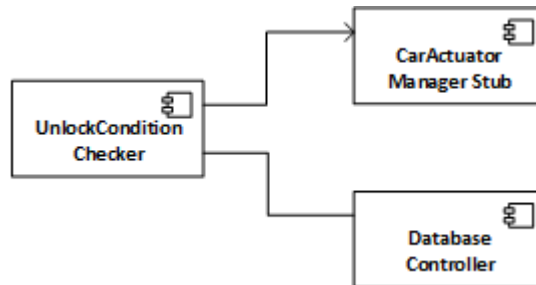 CarActuator
Manager Stub
UnlockCondition
Checker
Database
Controller